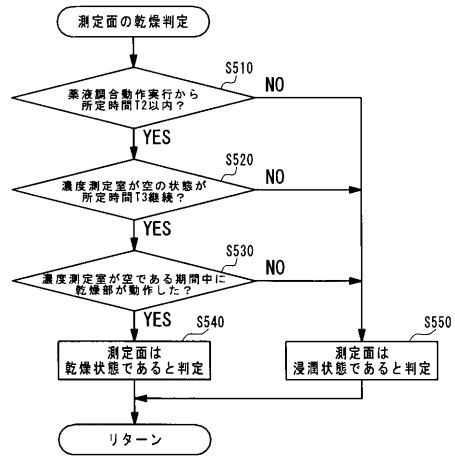 測定面の乾燥判定
S510
薬液調合動作実行から
所定時間T2以内?
NO
YES
S520
濃度測定室が空の状態が
所定時間T3継続?
NO
YES
S530
濃度測定室が空である期間中に
乾燥部が動作した?
NO
YES
S540
測定面は
乾燥状態であると判定
S550
測定面は
浸潤状態であると判定
リターン